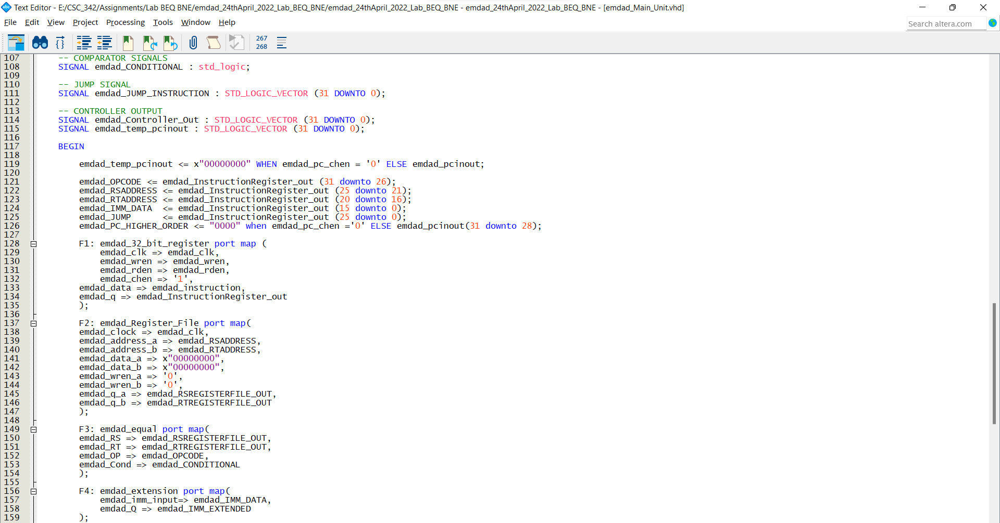 Text Editor - E:/CSC_342/Assignments/Lab BEQ BNE/emdad_24thApril_2022_Lab_BEQ_BNE/emdad_24thApril_2022_Lab_BEQ_BNE - emdad_24thApril_2022_Lab_BEQ_BNE - [emdad_Main_Unit.vhd]
File Edit View Project Processing Tools Window Help
Search altera.com
abc
267
268
107 -- COMPARATOR SIGNALS
108 SIGNAL emdad_CONDITIONAL : std_logic;
109
110 -- JUMP SIGNAL
111 SIGNAL emdad_JUMP_INSTRUCTION : STD_LOGIC_VECTOR (31 DOWNTO 0);
112
113 -- CONTROLLER OUTPUT
114 SIGNAL emdad_Controller_Out : STD_LOGIC_VECTOR (31 DOWNTO 0);
115 SIGNAL emdad_temp_pcinout : STD_LOGIC_VECTOR (31 DOWNTO 0);
116
117 BEGIN
118
119 emdad_temp_pcinout <= x"00000000" WHEN emdad_pc_chen = '0' ELSE emdad_pcinout;
120
121 emdad_OPCODE <= emdad_InstructionRegister_out (31 downto 26);
122 emdad_RSADDRESS <= emdad_InstructionRegister_out (25 downto 21);
123 emdad_RTADDRESS <= emdad_InstructionRegister_out (20 downto 16);
124 emdad_IMM_DATA  <= emdad_InstructionRegister_out (15 downto 0);
125 emdad_JUMP      <= emdad_InstructionRegister_out (25 downto 0);
126 emdad_PC_HIGHER_ORDER <= "0000" when emdad_pc_chen ='0' ELSE emdad_pcinout(31 downto 28);
127
128 F1: emdad_32_bit_register port map (
129 emdad_clk => emdad_clk,
130 emdad_wren => emdad_wren,
131 emdad_rden => emdad_rden,
132 emdad_chen => '1',
133 emdad_data => emdad_instruction,
134 emdad_q => emdad_InstructionRegister_out
135 );
136
137 F2: emdad_Register_File port map(
138 emdad_clock => emdad_clk,
139 emdad_address_a => emdad_RSADDRESS,
140 emdad_address_b => emdad_RTADDRESS,
141 emdad_data_a => x"00000000",
142 emdad_data_b => x"00000000",
143 emdad_wren_a => '0',
144 emdad_wren_b => '0',
145 emdad_q_a => emdad_RSREGISTERFILE_OUT,
146 emdad_q_b => emdad_RTREGISTERFILE_OUT
147 );
148
149 F3: emdad_equal port map(
150 emdad_RS => emdad_RSREGISTERFILE_OUT,
151 emdad_RT => emdad_RTREGISTERFILE_OUT,
152 emdad_OP => emdad_OPCODE,
153 emdad_Cond => emdad_CONDITIONAL
154 );
155
156 F4: emdad_extension port map(
157 emdad_imm_input=> emdad_IMM_DATA,
158 emdad_Q => emdad_IMM_EXTENDED
159 );